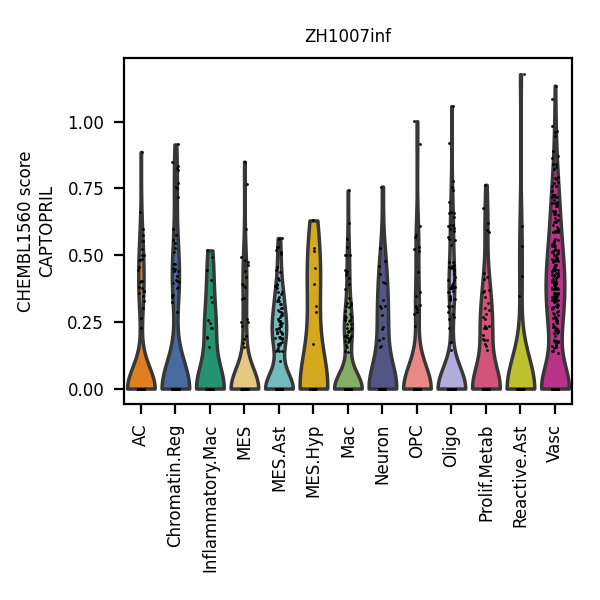 ZH1007inf
CHEMBL1560 score
CAPTOPRIL
1.00
0.75
0.50
0.25
0.00
AC
Chromatin.Reg
Inflammatory.Mac
MES
MES.Ast
MES.Hyp
Mac
Neuron
OPC
Oligo
Prolif.Metab
Reactive.Ast
Vasc